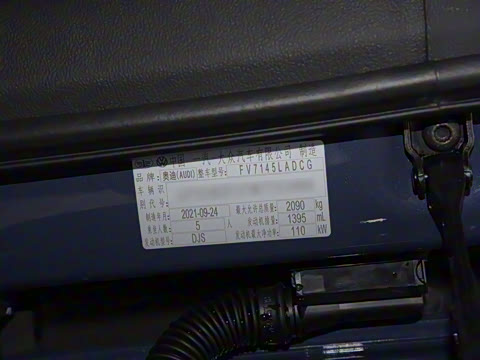 中国 一汽 大众汽车有限公司 制造
品牌: 奥迪(AUDI) 整车型号: FV7145LADCG
车辆识
别代号:
制造年月: 2021-09-24 最大允许总质量: 2090 kg
乘坐人数: 5 人 发动机排量: 1395 mL
发动机型号: DJS 发动机最大净功率: 110 kW